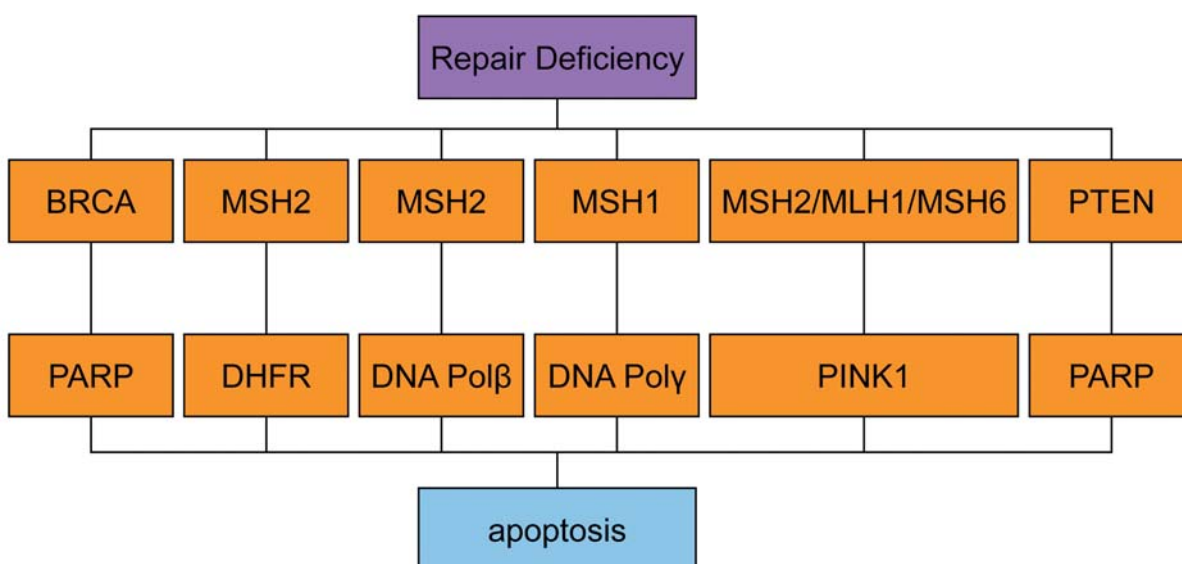 Repair Deficiency
BRCA MSH2 MSH2 MSH1 MSH2/MLH1/MSH6 PTEN
PARP DHFR DNA Polβ DNA Polγ PINK1 PARP
apoptosis